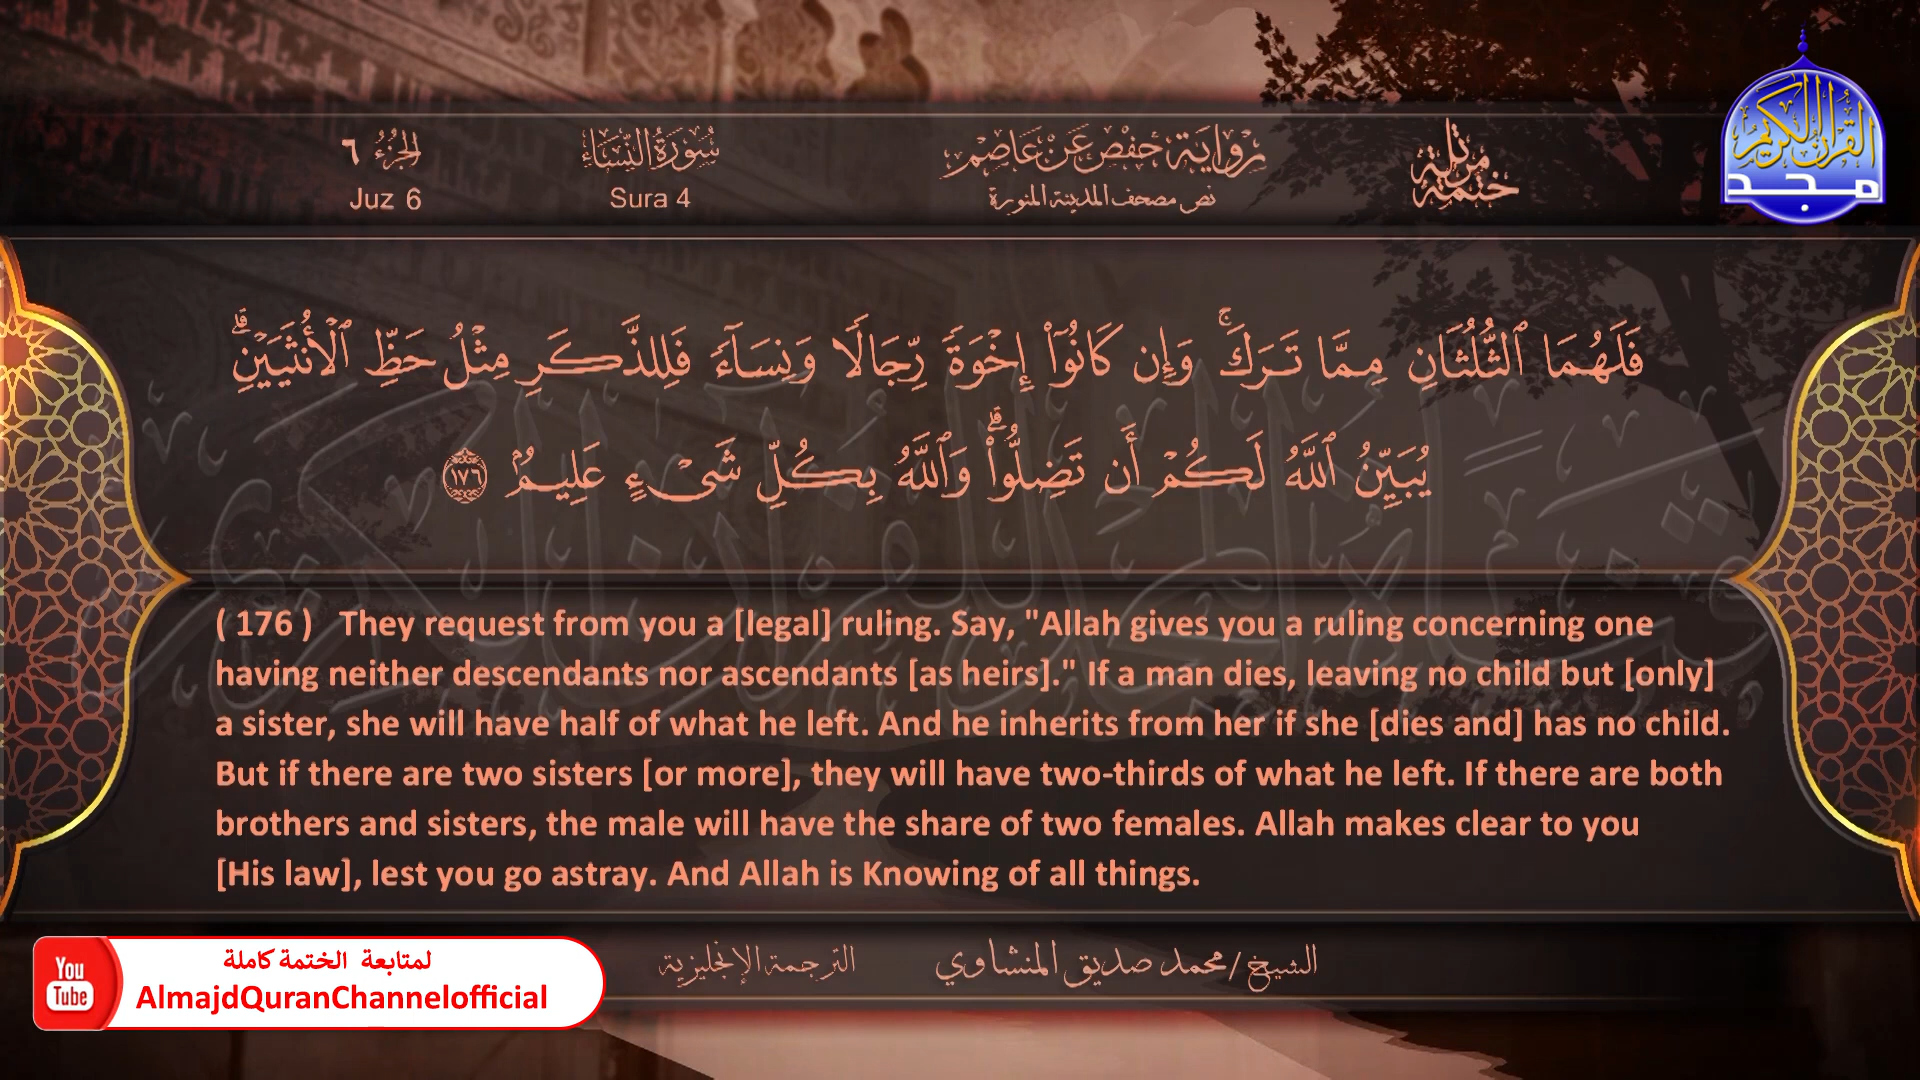 ختمة مرتلة
رِوَايَة حَفْص عَنْ عَاصِم
نص مصحف المدينة المنورة
سُورَةُ النِّسَاءِ
Sura 4
الجزء ٦
Juz 6
القرآن الكريم
مجد
فَلَهُمَا ٱلثُّلُثَانِ مِمَّا تَرَكَۚ وَإِن كَانُوٓاْ إِخۡوَةٗ رِّجَالٗا وَنِسَآءٗ فَلِلذَّكَرِ مِثۡلُ حَظِّ ٱلۡأُنثَيَيۡنِۗ
يُبَيِّنُ ٱللَّهُ لَكُمۡ أَن تَضِلُّواْۗ وَٱللَّهُ بِكُلِّ شَيۡءٍ عَلِيمُۢ ١٧٦
( 176 ) They request from you a [legal] ruling. Say, "Allah gives you a ruling concerning one
having neither descendants nor ascendants [as heirs]." If a man dies, leaving no child but [only]
a sister, she will have half of what he left. And he inherits from her if she [dies and] has no child.
But if there are two sisters [or more], they will have two-thirds of what he left. If there are both
brothers and sisters, the male will have the share of two females. Allah makes clear to you
[His law], lest you go astray. And Allah is Knowing of all things.
الشيخ / محمد صديق المنشاوي
الترجمة الإنجليزية
You
Tube
لمتابعة الختمة كاملة
AlmajdQuranChannelofficial